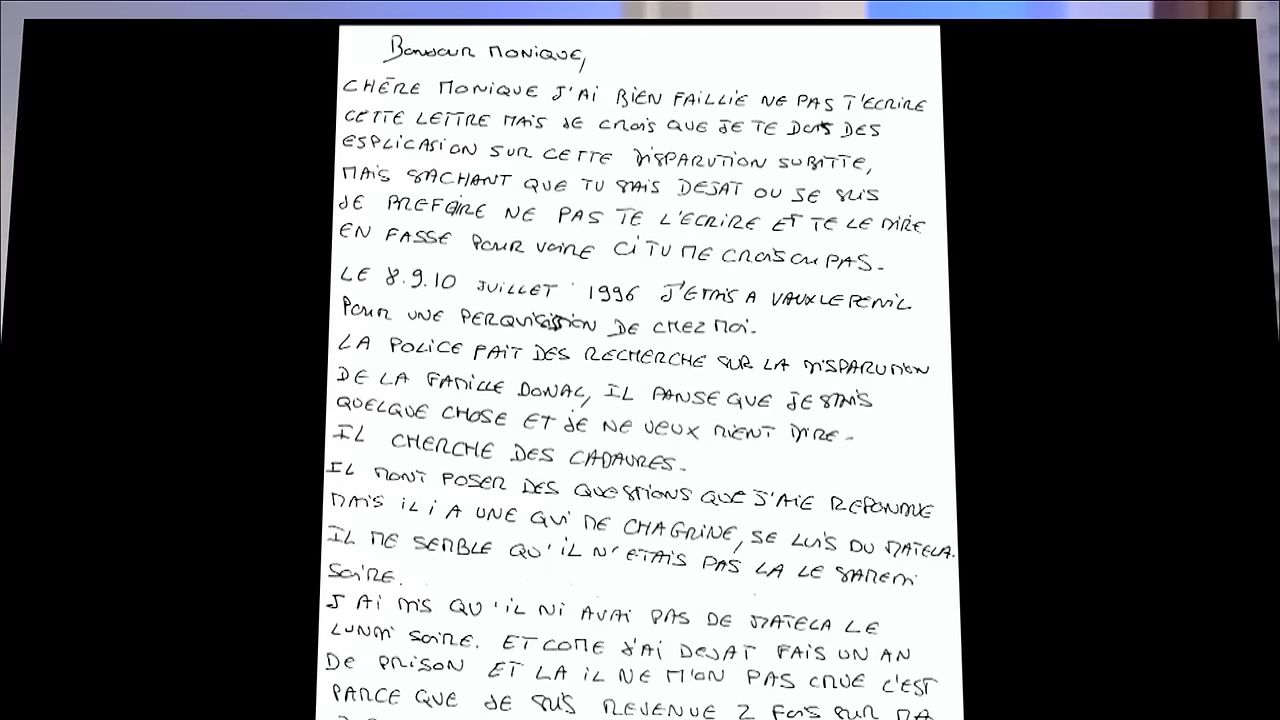 Bonjour MONIQUE,
CHÈRE MONIQUE J'AI BIEN FAILLIE NE PAS T'ECRIRE
CETTE LETTRE MAIS JE CROIS QUE JE TE DOIS DES
ESPLICASION SUR CETTE DISPARUTION SUBITTE,
MAIS SACHANT QUE TU SAIS DEJAT OU JE SUIS
JE PREFERE NE PAS TE L'ECRIRE ET TE LE DIRE
EN FASSE POUR VOIRE CI TU ME CROIS OU PAS.
LE 8.9.10 JUILLET 1996 J'ETAIS A VAUX LE PENIL
POUR UNE PERQUISITION DE CHEZ MOI.
LA POLICE FAIT DES RECHERCHE SUR LA DISPARUTION
DE LA FAMILLE DONAC, IL PANSE QUE JE SAIS
QUELQUE CHOSE ET JE NE VEUX RIENT DIRE.
IL CHERCHE DES CADAVRES.
IL MONT POSER DES QUESTIONS QUE J'AIE REPONDUE
MAIS IL I A UNE QUI ME CHAGRINE, SE LUIS DU MATELA.
IL ME SEMBLE QU'IL N'ETAIS PAS LA LE SAMEDI
SOIRE.
J'AI DIS QU'IL NI AVAI PAS DE MATELA LE
LUNDI SOIRE. ET COME J'AI DEJAT FAIS UN AN
DE PRISON ET LA IL NE M'ON PAS CRUE C'EST
PARCE QUE JE SUIS REVENUE 2 FOIS SUR MA